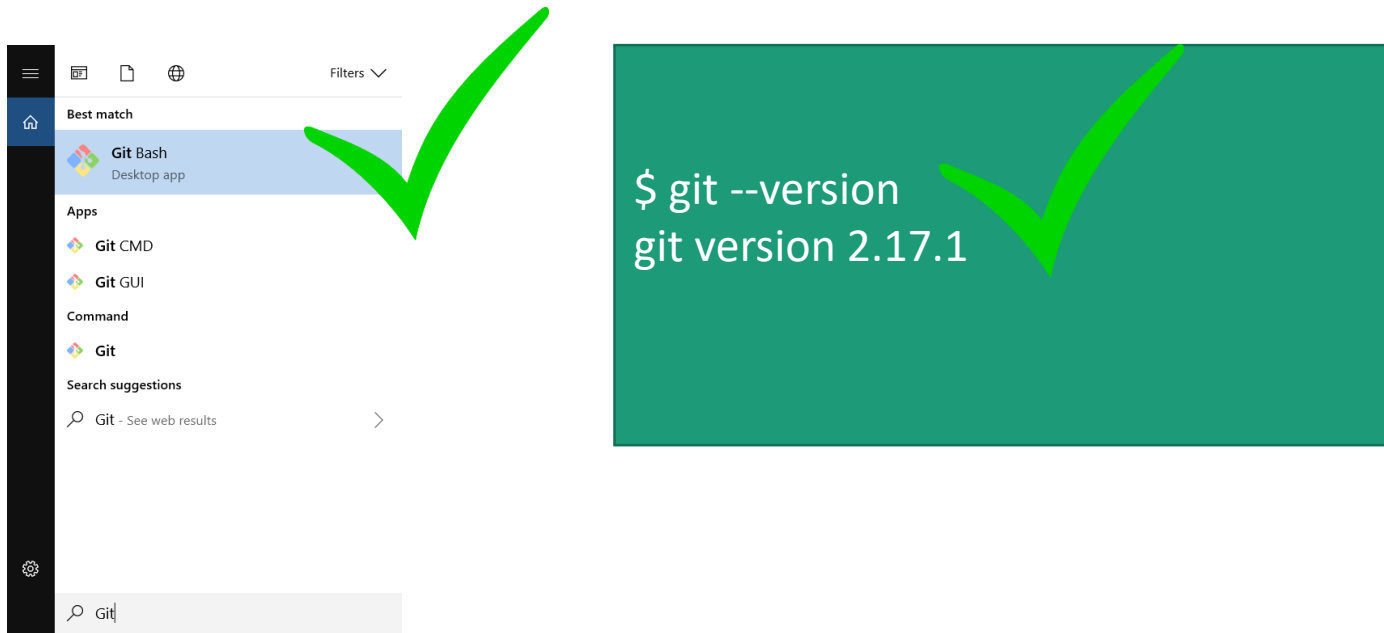 Filters
Best match
Git Bash
Desktop app
Apps
Git CMD
Git GUI
Command
Git
Search suggestions
Git - See web results
Git
$ git --version
git version 2.17.1